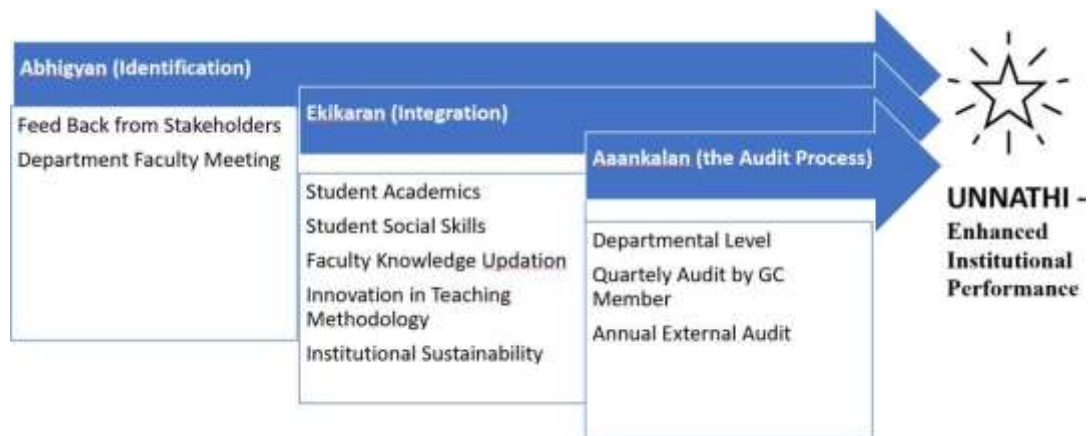 Abhigyan (Identification)
Feed Back from Stakeholders
Department Faculty Meeting
Ekikaran (Integration)
Student Academics
Student Social Skills
Faculty Knowledge Updation
Innovation in Teaching
Methodology
Institutional Sustainability
Aaankalan (the Audit Process)
Departmental Level
Quartely Audit by GC
Member
Annual External Audit
UNNATHI -
Enhanced
Institutional
Performance